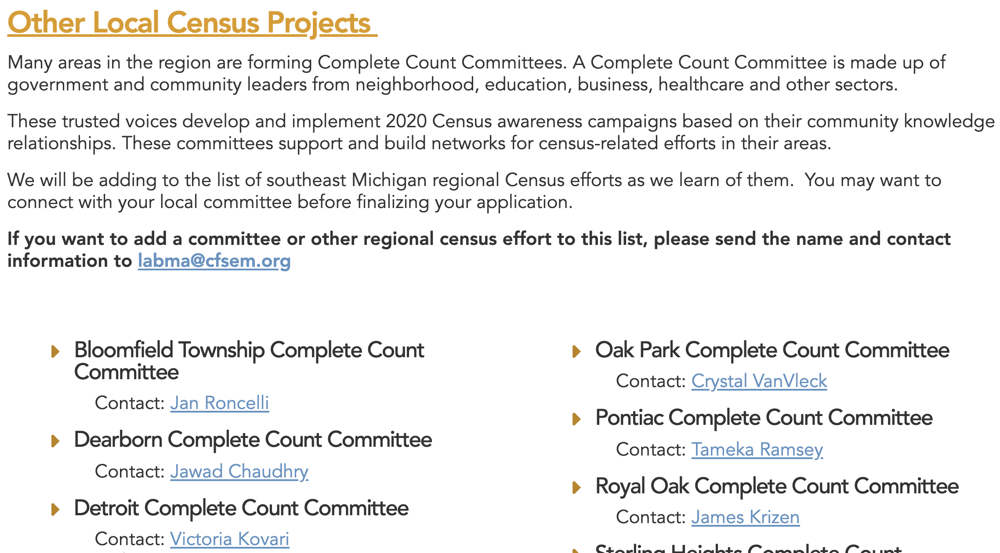 Other Local Census Projects
Many areas in the region are forming Complete Count Committees. A Complete Count Committee is made up of
government and community leaders from neighborhood, education, business, healthcare and other sectors.
These trusted voices develop and implement 2020 Census awareness campaigns based on their community knowledge
relationships. These committees support and build networks for census-related efforts in their areas.
We will be adding to the list of southeast Michigan regional Census efforts as we learn of them.  You may want to
connect with your local committee before finalizing your application.
If you want to add a committee or other regional census effort to this list, please send the name and contact
information to labma@cfsem.org
Bloomfield Township Complete Count
Committee
Contact: Jan Roncelli
Dearborn Complete Count Committee
Contact: Jawad Chaudhry
Detroit Complete Count Committee
Contact: Victoria Kovari
Oak Park Complete Count Committee
Contact: Crystal VanVleck
Pontiac Complete Count Committee
Contact: Tameka Ramsey
Royal Oak Complete Count Committee
Contact: James Krizen
Sterling Heights Complete Count